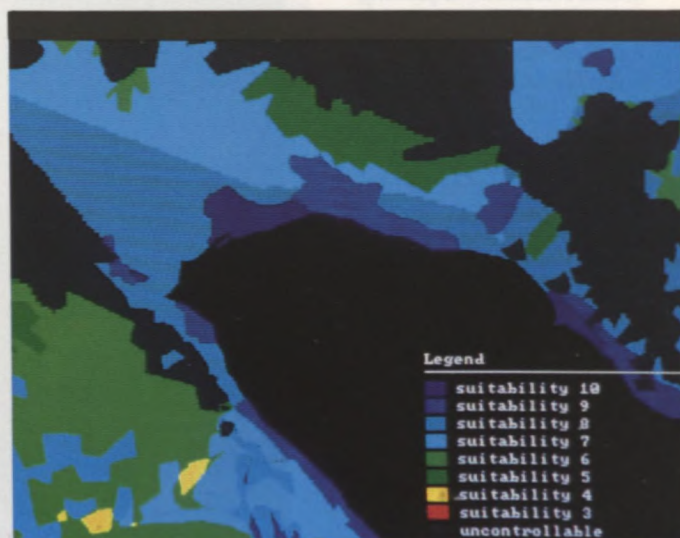 Legend
suitability 10
suitability 9
suitability 8
suitability 7
suitability 6
suitability 5
suitability 4
suitability 3
uncontrollable